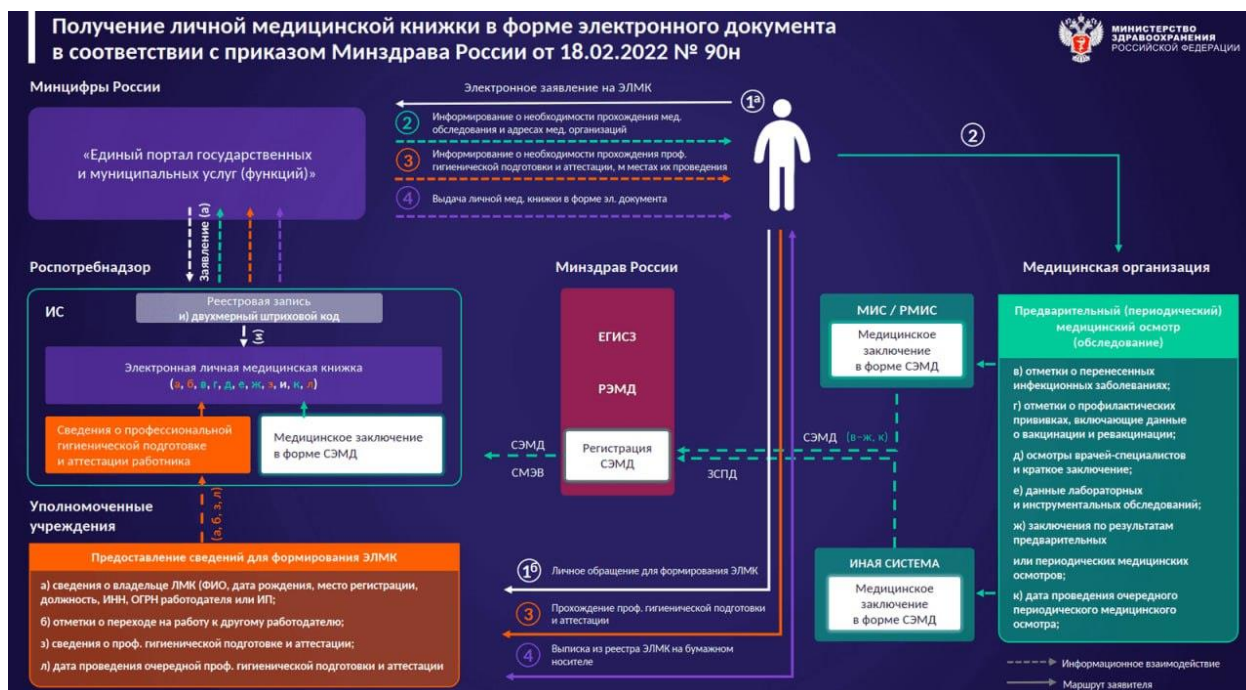 Получение личной медицинской книжки в форме электронного документа
в соответствии с приказом Минздрава России от 18.02.2022 № 90н
МИНИСТЕРСТВО
ЗДРАВООХРАНЕНИЯ
РОССИЙСКОЙ ФЕДЕРАЦИИ
Минцифры России
«Единый портал государственных
и муниципальных услуг (функций)»
Электронное заявление на ЭЛМК
1а
2
Информирование о необходимости прохождения мед.
обследования и адресах мед. организаций
3
Информирование о необходимости прохождения проф.
гигиенической подготовки и аттестации, м местах их проведения
4
Выдача личной мед. книжки в форме эл. документа
2
Заявление (а)
Роспотребнадзор
ИС
Реестровая запись
и) двухмерный штриховой код
(и)
Электронная личная медицинская книжка
(а, б, в, г, д, е, ж, з, и, к, л)
Сведения о профессиональной
гигиенической подготовке
и аттестации работника
Медицинское заключение
в форме СЭМД
СЭМД
СМЭВ
Минздрав России
ЕГИСЗ
РЭМД
Регистрация
СЭМД
СЭМД (в-ж, к)
ЗСПД
МИС / РМИС
Медицинское
заключение
в форме СЭМД
ИНАЯ СИСТЕМА
Медицинское
заключение
в форме СЭМД
Медицинская организация
Предварительный (периодический)
медицинский осмотр
(обследование)
в) отметки о перенесенных
инфекционных заболеваниях;
г) отметки о профилактических
прививках, включающие данные
о вакцинации и ревакцинации;
д) осмотры врачей-специалистов
и краткое заключение;
е) данные лабораторных
и инструментальных обследований;
ж) заключения по результатам
предварительных
или периодических медицинских
осмотров;
к) дата проведения очередного
периодического медицинского
осмотра;
Уполномоченные
учреждения
(а, б, з, л)
Предоставление сведений для формирования ЭЛМК
а) сведения о владельце ЛМК (ФИО, дата рождения, место регистрации,
должность, ИНН, ОГРН работодателя или ИП;
б) отметки о переходе на работу к другому работодателю;
з) сведения о проф. гигиенической подготовке и аттестации;
л) дата проведения очередной проф. гигиенической подготовки и аттестации
1б
Личное обращение для формирования ЭЛМК
3
Прохождение проф. гигиенической подготовки
и аттестации
4
Выписка из реестра ЭЛМК на бумажном
носителе
Информационное взаимодействие
Маршрут заявителя